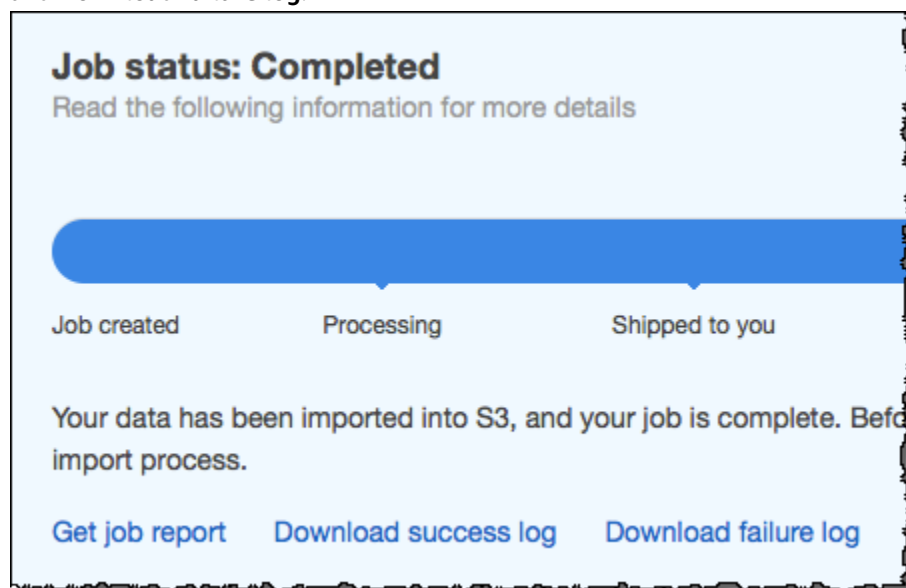 Job status: Completed
Read the following information for more details
Job created Processing Shipped to you
Your data has been imported into S3, and your job is complete.
import process.
Get job report Download success log Download failure log